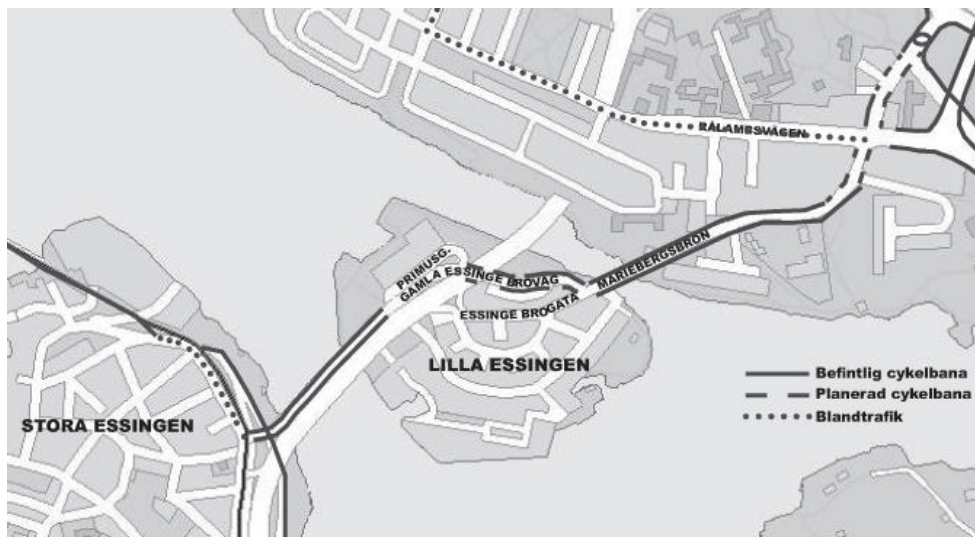 RÅLAMBSVÄGEN
MARIEBERGSBRON
PRIMUSG.
GAMLA ESSINGE BROVÄG
ESSINGE BROGATA
LILLA ESSINGEN
STORA ESSINGEN
Befintlig cykelbana
Planerad cykelbana
Blandtrafik